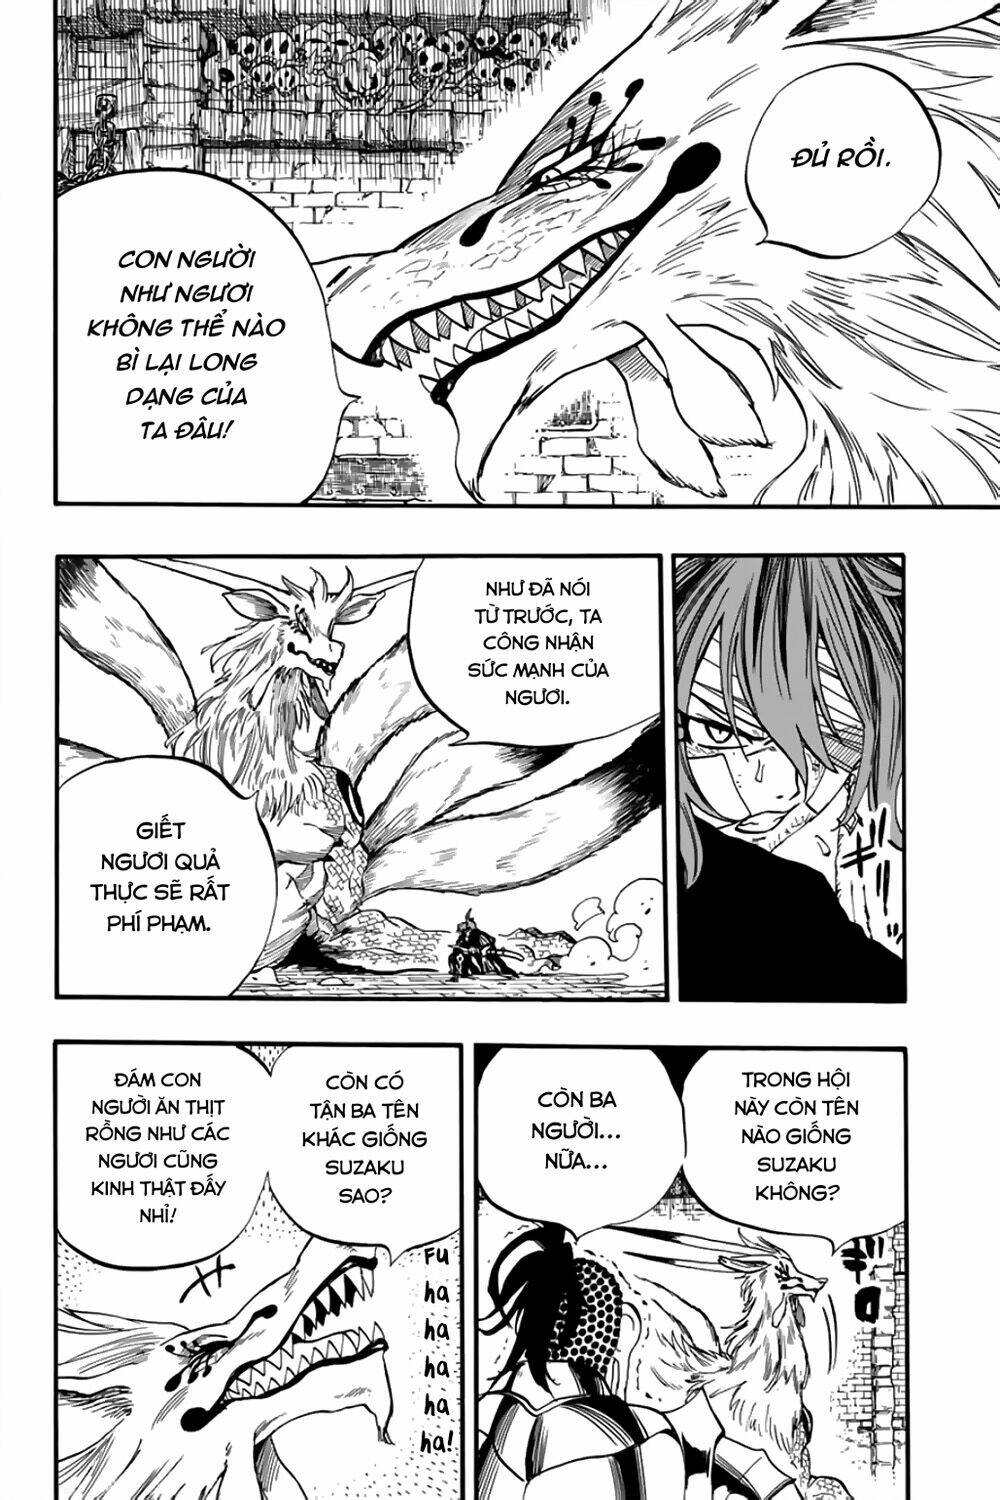 ĐỦ RỒI.
CON NGƯỜI
NHƯ NGƯƠI
KHÔNG THỂ NÀO
BÌ LẠI LONG
DẠNG CỦA
TA ĐÂU!
NHƯ ĐÃ NÓI
TỪ TRƯỚC, TA
CÔNG NHẬN
SỨC MẠNH CỦA
NGƯƠI.
GIẾT
NGƯƠI QUẢ
THỰC SẼ RẤT
PHÍ PHẠM.
TRONG HỘI
NÀY CÒN TÊN
NÀO GIỐNG
SUZAKU
KHÔNG?
CÒN BA
NGƯỜI...
NỮA...
ギロ
CÒN CÓ
TẬN BA TÊN
KHÁC GIỐNG
SUZAKU
SAO?
ĐÁM CON
NGƯỜI ĂN THỊT
RỒNG NHƯ CÁC
NGƯƠI CŨNG
KINH THẬT ĐẤY
NHỈ!
FU
ha
ha
ha
ha
ha!